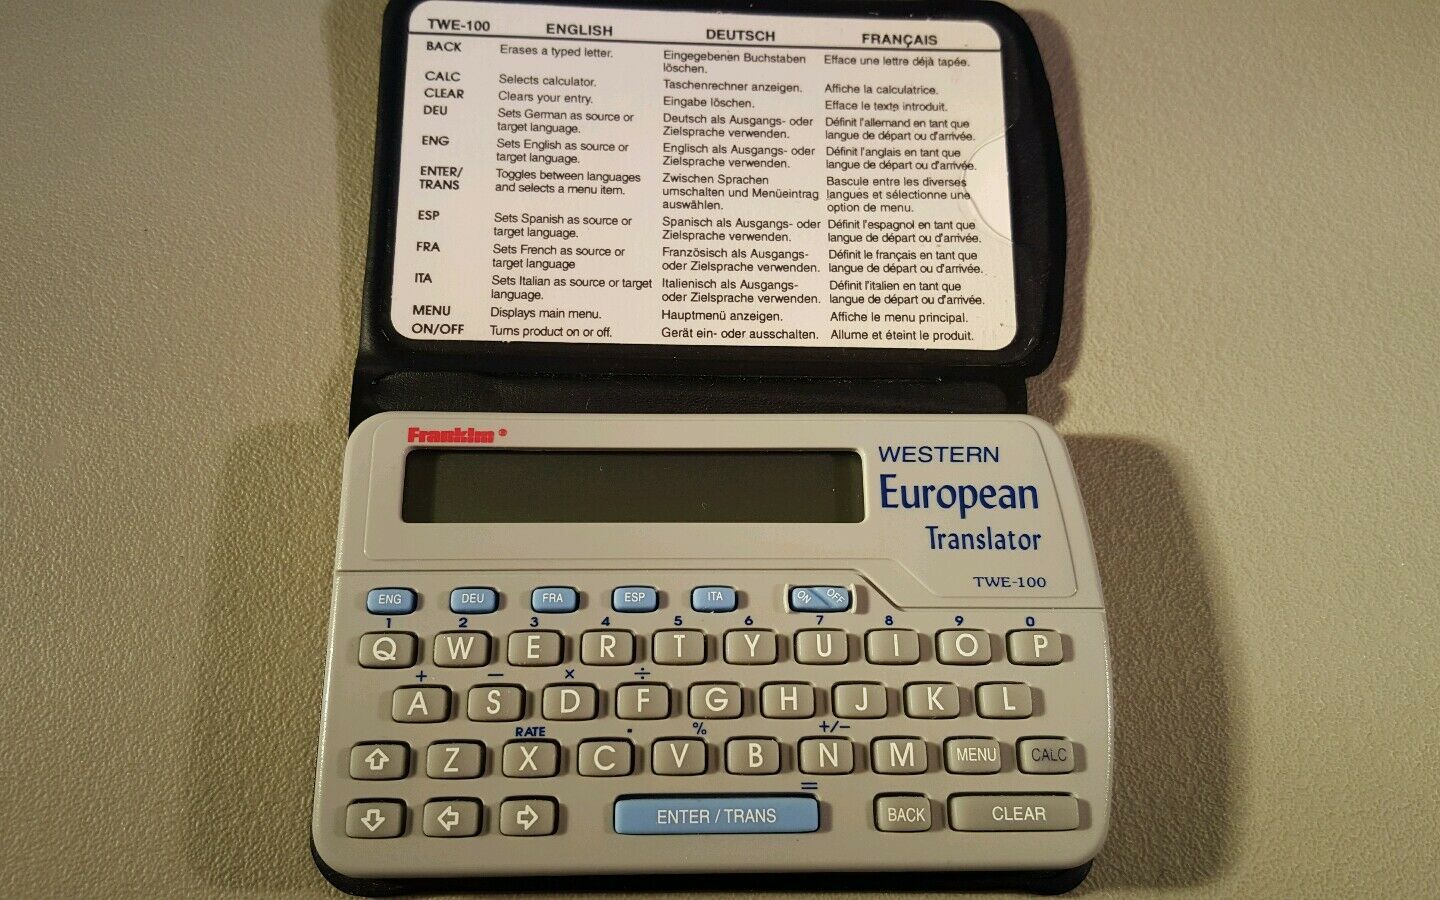 TWE-100 ENGLISH DEUTSCH FRANÇAIS
BACK Erases a typed letter. Eingegebenen Buchstaben Efface une lettre déjà tapée.
löschen.
CALC Selects calculator. Taschenrechner anzeigen. Affiche la calculatrice.
CLEAR Clears your entry. Eingabe löschen. Efface le texte introduit.
DEU Sets German as source or Deutsch als Ausgangs- oder Définit l'allemand en tant que
target language. Zielsprache verwenden. langue de départ ou d'arrivée.
ENG Sets English as source or Englisch als Ausgangs- oder Définit l'anglais en tant que
target language. Zielsprache verwenden. langue de départ ou d'arrivée.
ENTER/ Toggles between languages Zwischen Sprachen Bascule entre les diverses
TRANS and selects a menu item. umschalten und Menüeintrag langues et sélectionne une
auswählen. option de menu.
ESP Sets Spanish as source or Spanisch als Ausgangs- oder Définit l'espagnol en tant que
target language. Zielsprache verwenden. langue de départ ou d'arrivée.
FRA Sets French as source or Französisch als Ausgangs- Définit le français en tant que
target language oder Zielsprache verwenden. langue de départ ou d'arrivée.
ITA Sets Italian as source or target Italienisch als Ausgangs- Définit l'italien en tant que
language. oder Zielsprache verwenden. langue de départ ou d'arrivée.
MENU Displays main menu. Hauptmenü anzeigen. Affiche le menu principal.
ON/OFF Turns product on or off. Gerät ein- oder ausschalten. Allume et éteint le produit.
Franklin®
WESTERN
European
Translator
TWE-100
ENG DEU FRA ESP ITA ON OFF
1 2 3 4 5 6 7 8 9 0
Q W E R T Y U I O P
+ − × ÷
A S D F G H J K L
RATE . % +/−
Z X C V B N M MENU CALC
=
ENTER / TRANS BACK CLEAR